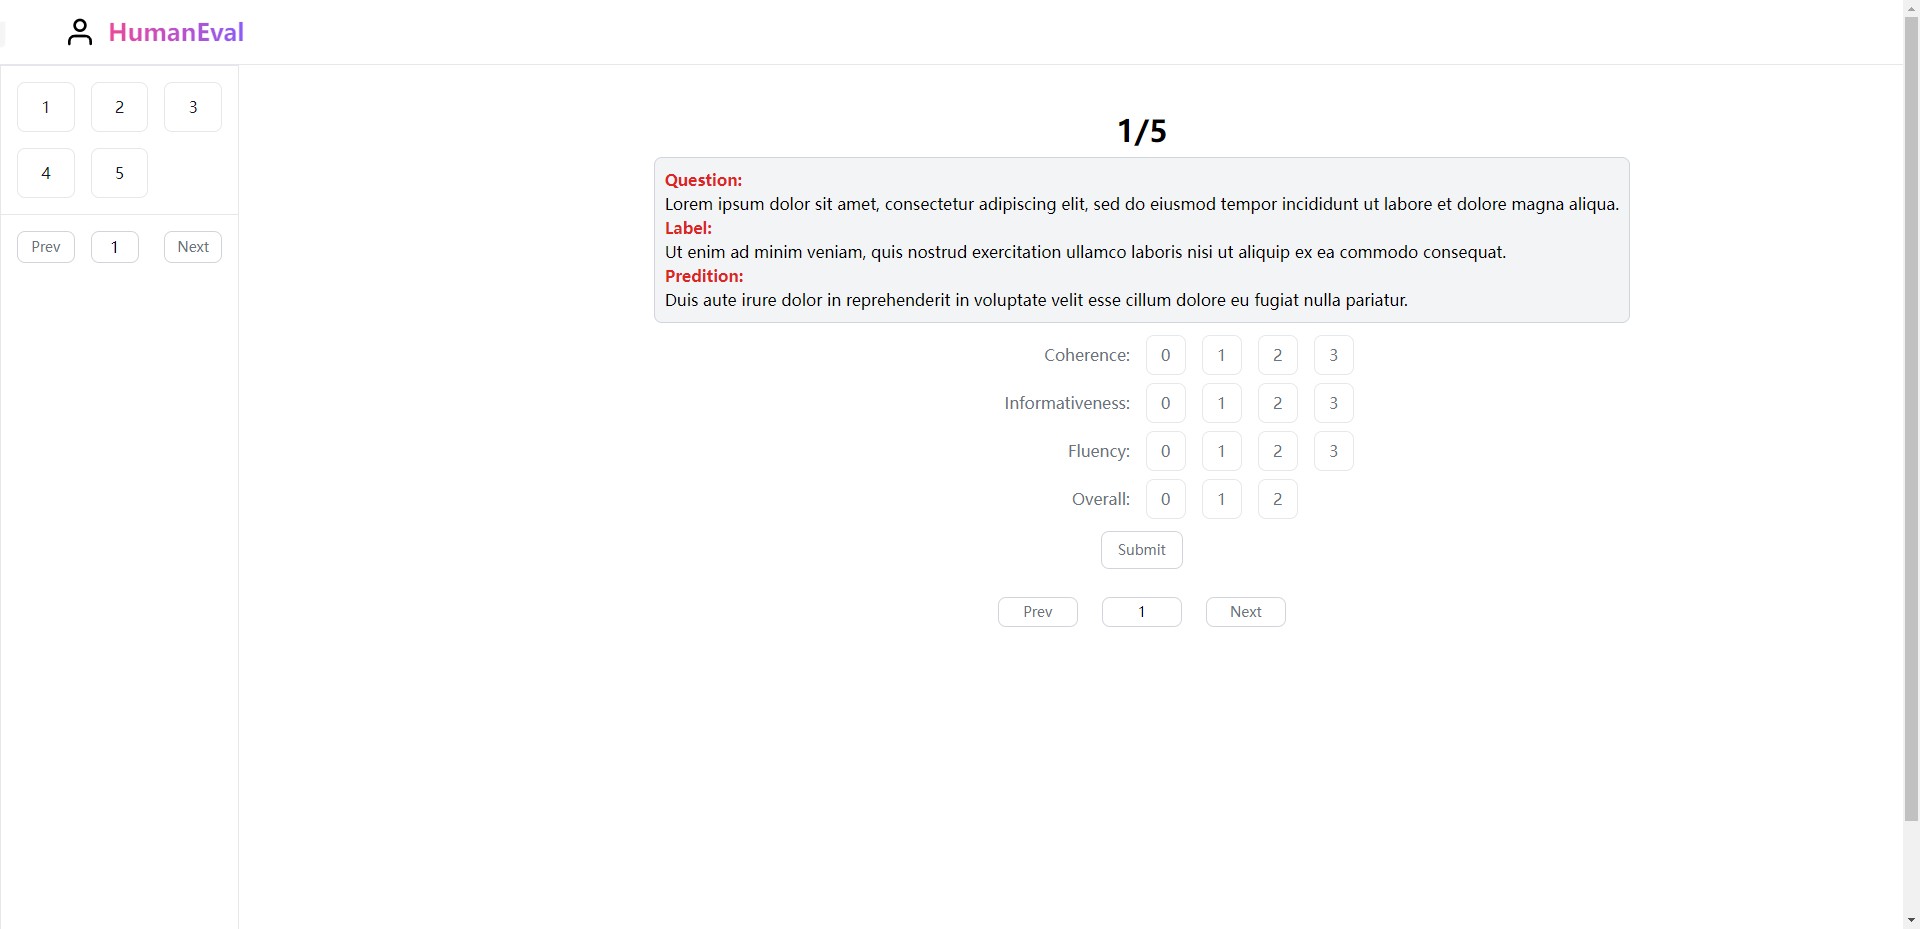 HumanEval
1 2 3
4 5
Prev 1 Next
1/5
Question:
Lorem ipsum dolor sit amet, consectetur adipiscing elit, sed do eiusmod tempor incididunt ut labore et dolore magna aliqua.
Label:
Ut enim ad minim veniam, quis nostrud exercitation ullamco laboris nisi ut aliquip ex ea commodo consequat.
Predition:
Duis aute irure dolor in reprehenderit in voluptate velit esse cillum dolore eu fugiat nulla pariatur.
Coherence: 0 1 2 3
Informativeness: 0 1 2 3
Fluency: 0 1 2 3
Overall: 0 1 2
Submit
Prev 1 Next